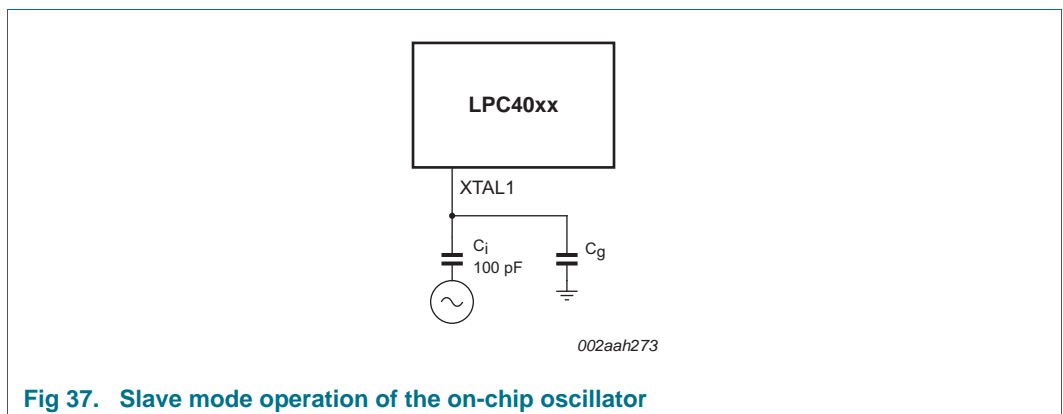 LPC40xx
XTAL1
Ci
100 pF
Cg
002aah273
Fig 37. Slave mode operation of the on-chip oscillator